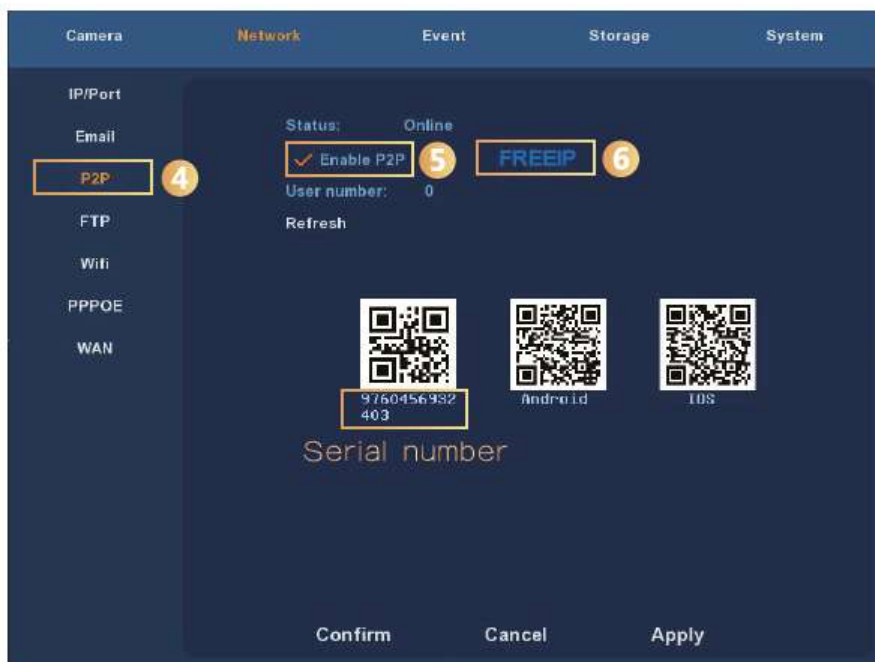 Camera Network Event Storage System
IP/Port
Email
P2P 4
FTP
Wifi
PPPOE
WAN
Status: Online
Enable P2P 5 FREEIP 6
User number: 0
Refresh
9760456932
403
Android
IOS
Serial number
Confirm Cancel Apply